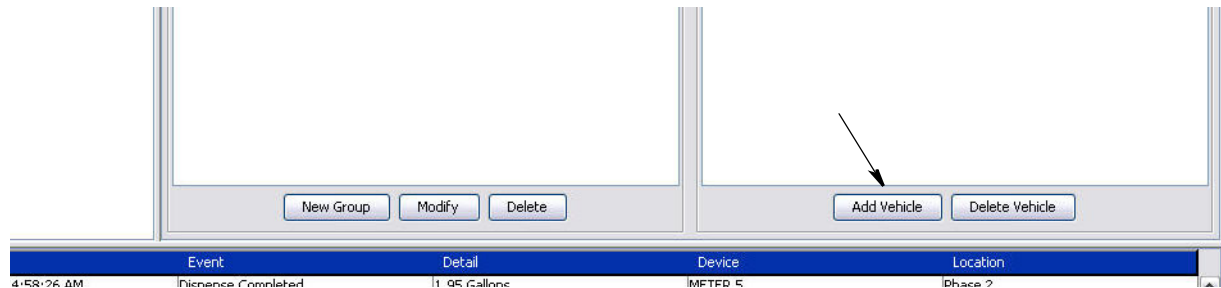 New Group Modify Delete Add Vehicle Delete Vehicle
Event Detail Device Location
4:58:26 AM Dispense Completed 1.95 Gallons METER 5 Phase 2